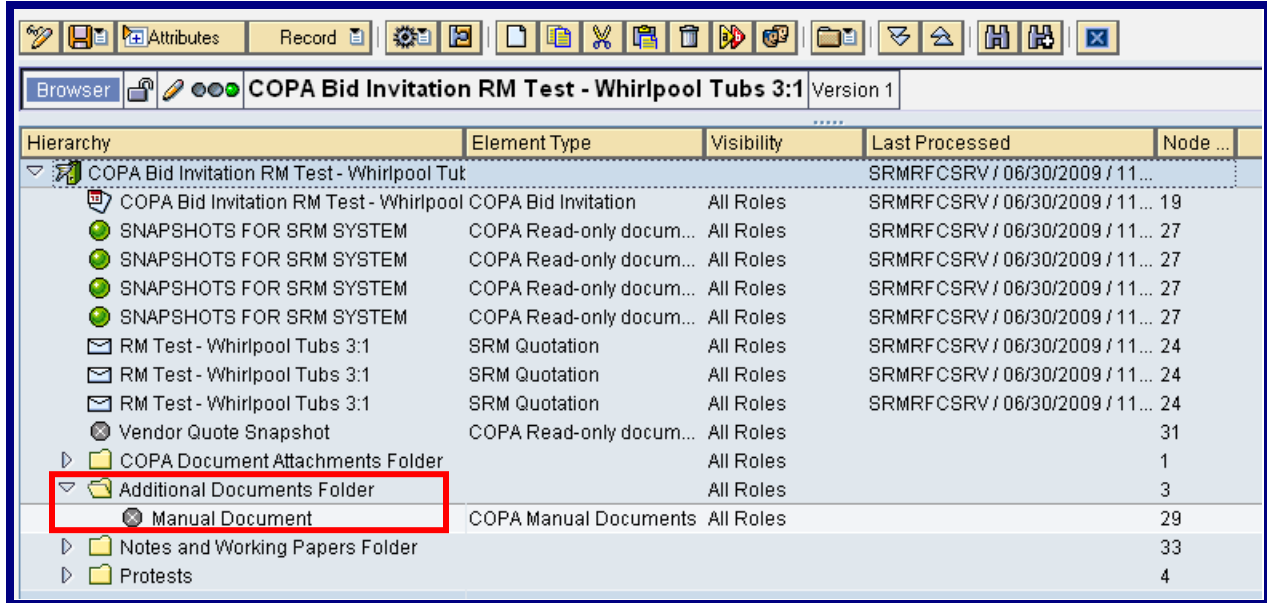 Attributes Record
Browser COPA Bid Invitation RM Test - Whirlpool Tubs 3:1 Version 1
Hierarchy Element Type Visibility Last Processed Node ...
COPA Bid Invitation RM Test - Whirlpool Tub SRMRFCSRV / 06/30/2009 / 11...
COPA Bid Invitation RM Test - Whirlpool COPA Bid Invitation All Roles SRMRFCSRV / 06/30/2009 / 11... 19
SNAPSHOTS FOR SRM SYSTEM COPA Read-only docum... All Roles SRMRFCSRV / 06/30/2009 / 11... 27
SNAPSHOTS FOR SRM SYSTEM COPA Read-only docum... All Roles SRMRFCSRV / 06/30/2009 / 11... 27
SNAPSHOTS FOR SRM SYSTEM COPA Read-only docum... All Roles SRMRFCSRV / 06/30/2009 / 11... 27
SNAPSHOTS FOR SRM SYSTEM COPA Read-only docum... All Roles SRMRFCSRV / 06/30/2009 / 11... 27
RM Test - Whirlpool Tubs 3:1 SRM Quotation All Roles SRMRFCSRV / 06/30/2009 / 11... 24
RM Test - Whirlpool Tubs 3:1 SRM Quotation All Roles SRMRFCSRV / 06/30/2009 / 11... 24
RM Test - Whirlpool Tubs 3:1 SRM Quotation All Roles SRMRFCSRV / 06/30/2009 / 11... 24
Vendor Quote Snapshot COPA Read-only docum... All Roles 31
COPA Document Attachments Folder All Roles 1
Additional Documents Folder All Roles 3
Manual Document COPA Manual Documents All Roles 29
Notes and Working Papers Folder 33
Protests 4